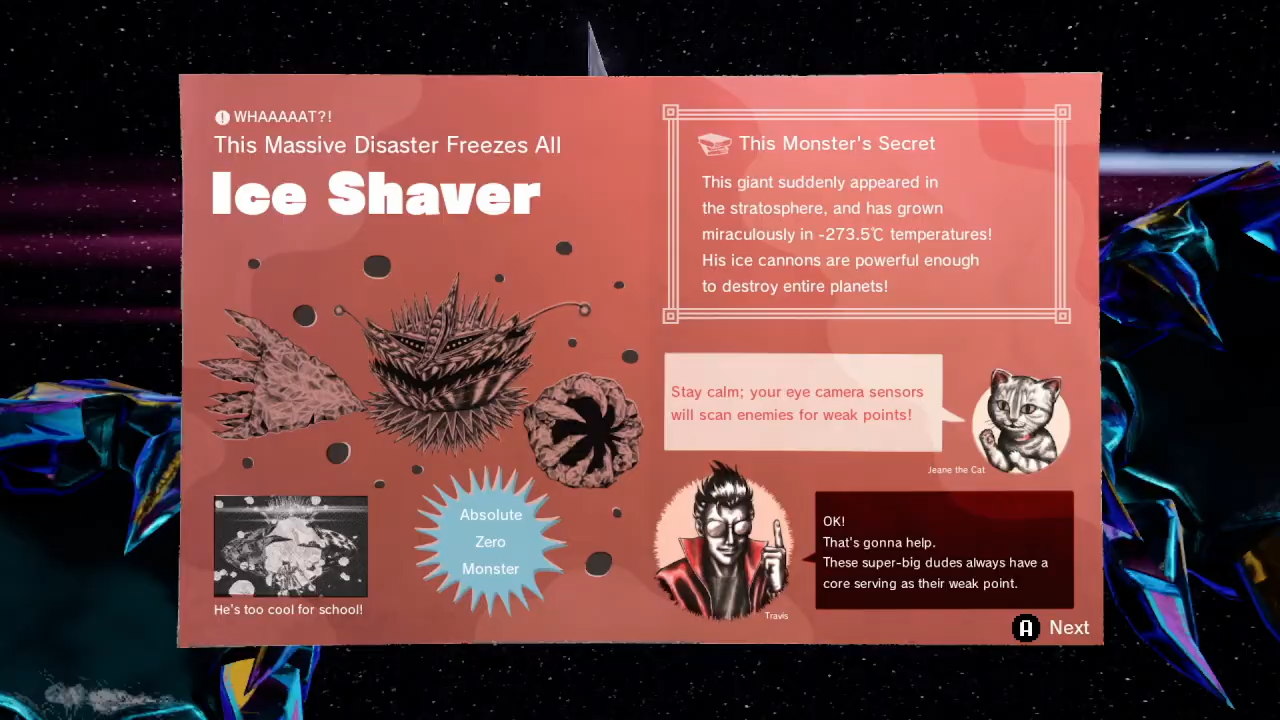 WHAAAAAT?!
This Massive Disaster Freezes All
Ice Shaver
This Monster's Secret
This giant suddenly appeared in
the stratosphere, and has grown
miraculously in -273.5℃ temperatures!
His ice cannons are powerful enough
to destroy entire planets!
Stay calm; your eye camera sensors
will scan enemies for weak points!
Jeane the Cat
Absolute
Zero
Monster
He's too cool for school!
OK!
That's gonna help.
These super-big dudes always have a
core serving as their weak point.
Travis
A Next